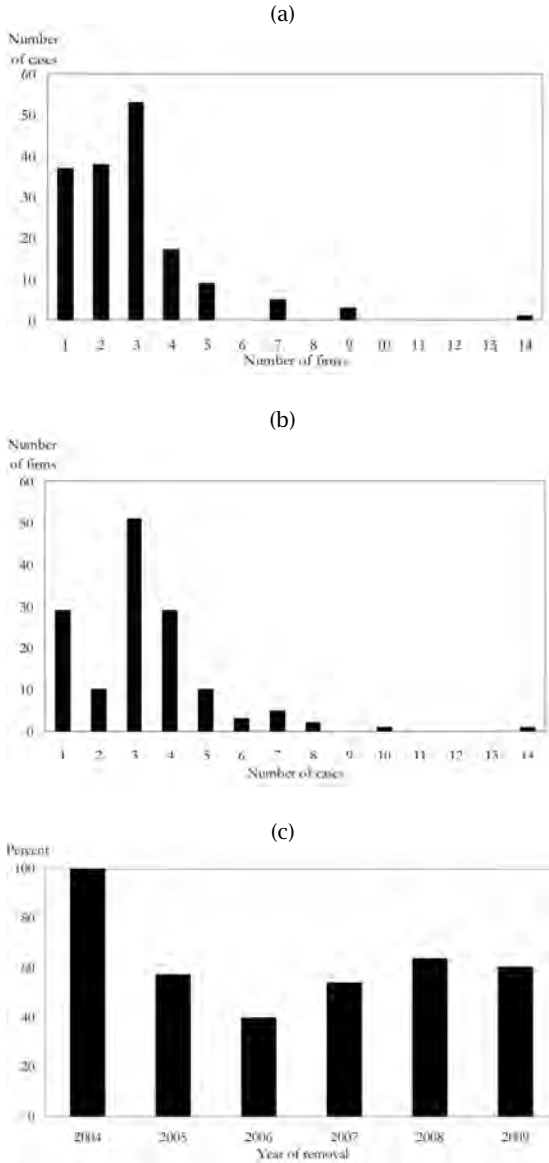 (a)
Number
of cases
60
50
40
30
20
10
0
1 2 3 4 5 6 7 8 9 10 11 12 13 14
Number of firms
(b)
Number
of firms
60
50
40
30
20
10
0
1 2 3 4 5 6 7 8 9 10 11 12 13 14
Number of cases
(c)
Percent
100
80
60
40
20
0
2004 2005 2006 2007 2008 2009
Year of removal